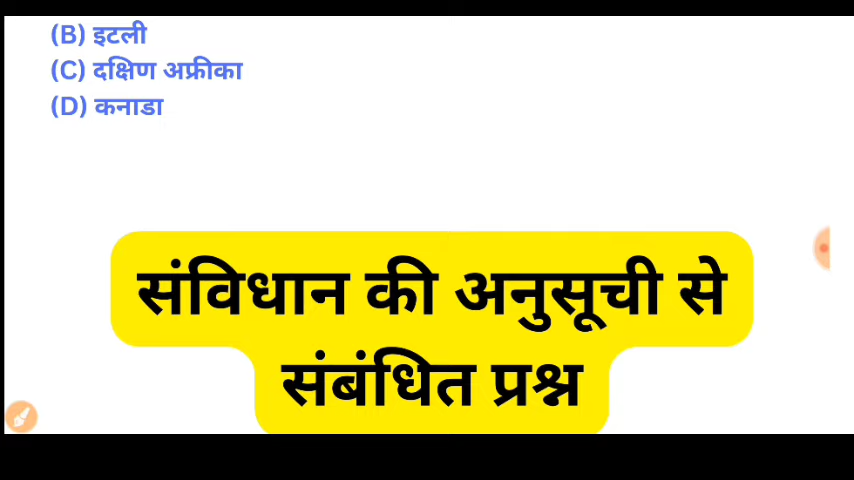 (B) इटली
(C) दक्षिण अफ्रीका
(D) कनाडा
संविधान की अनुसूची से
संबंधित प्रश्न